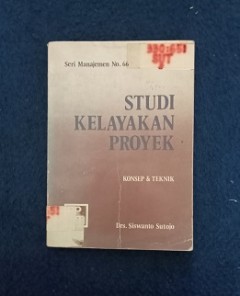 Seri Manajemen No. 66
STUDI
KELAYAKAN
PROYEK
KONSEP & TEKNIK
Drs. Siswanto Sutojo